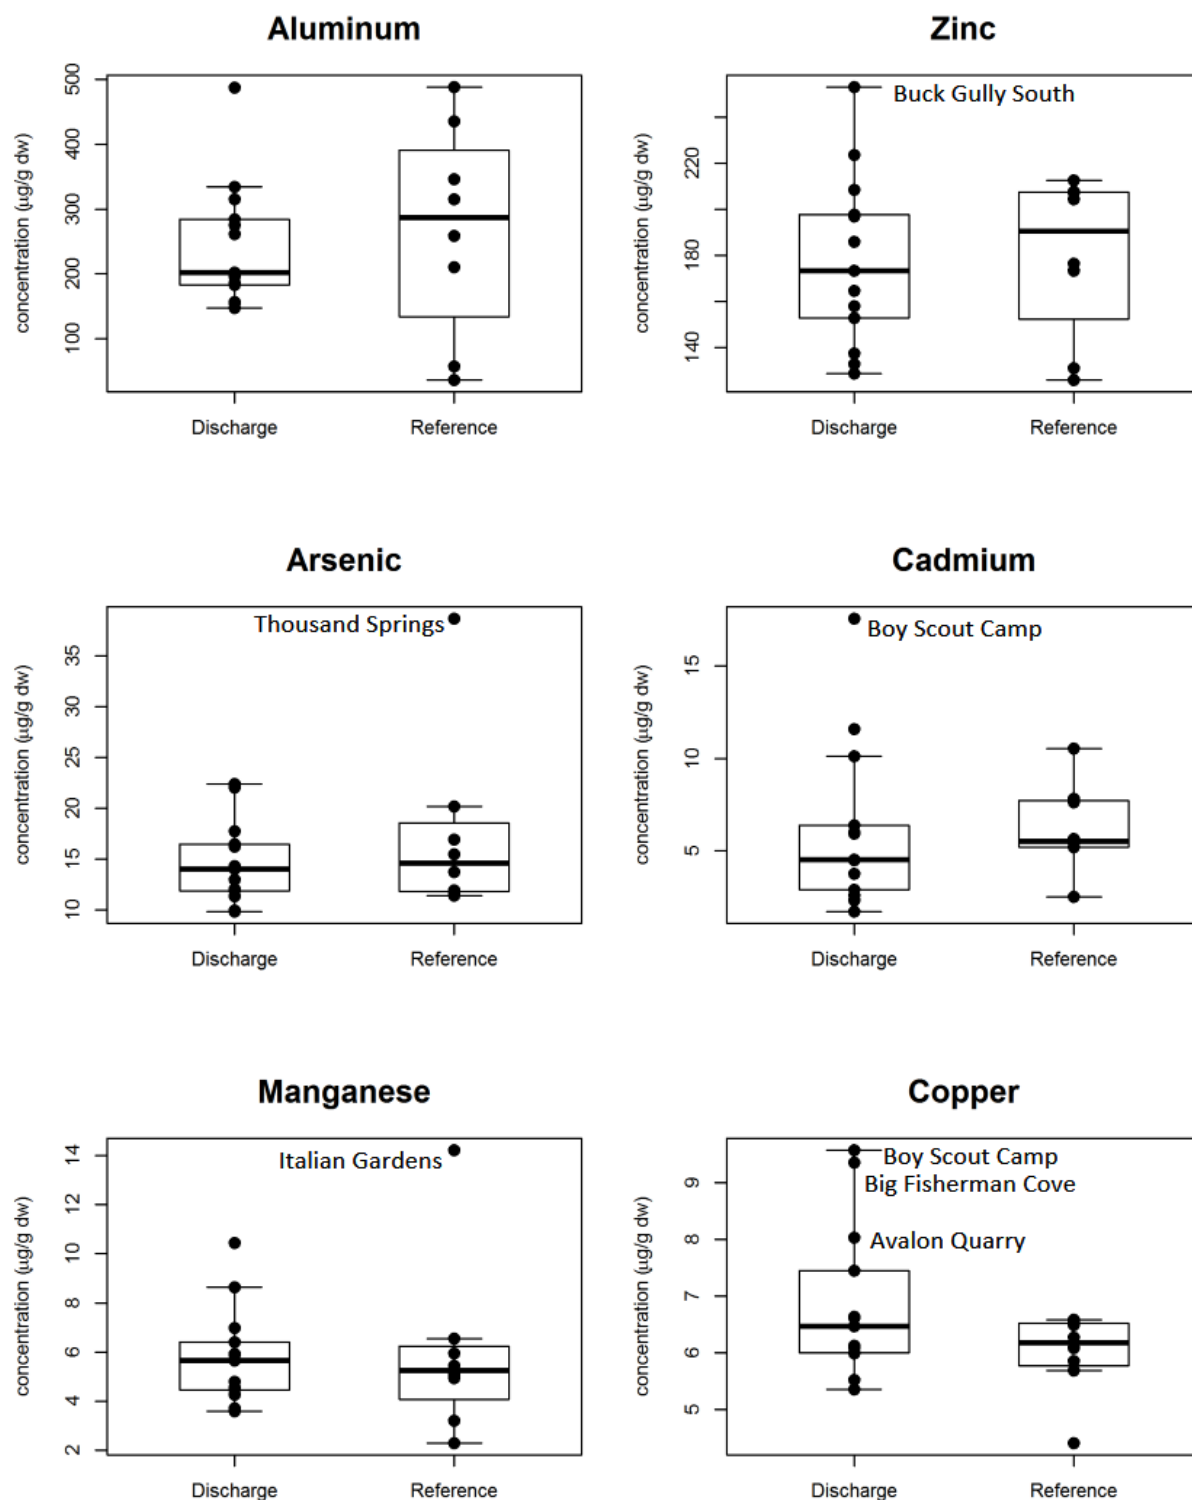 Aluminum
concentration (µg/g dw)
500
400
300
200
100
Discharge
Reference
Zinc
concentration (µg/g dw)
220
180
140
Buck Gully South
Discharge
Reference
Arsenic
concentration (µg/g dw)
35
30
25
20
15
10
Thousand Springs
Discharge
Reference
Cadmium
concentration (µg/g dw)
15
10
5
Boy Scout Camp
Discharge
Reference
Manganese
concentration (µg/g dw)
14
12
10
8
6
4
2
Italian Gardens
Discharge
Reference
Copper
concentration (µg/g dw)
9
8
7
6
5
Boy Scout Camp
Big Fisherman Cove
Avalon Quarry
Discharge
Reference